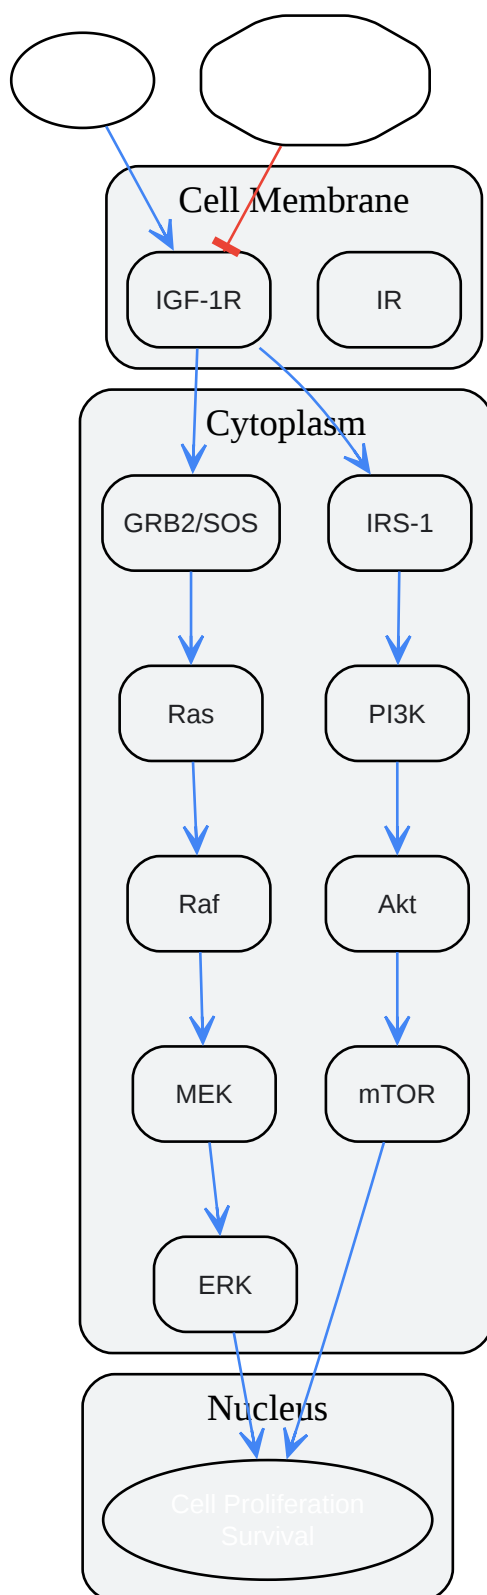 Cell Membrane
IGF-1R
IR
Cytoplasm
GRB2/SOS
IRS-1
Ras
PI3K
Raf
Akt
MEK
mTOR
ERK
Nucleus
Cell Proliferation
Survival